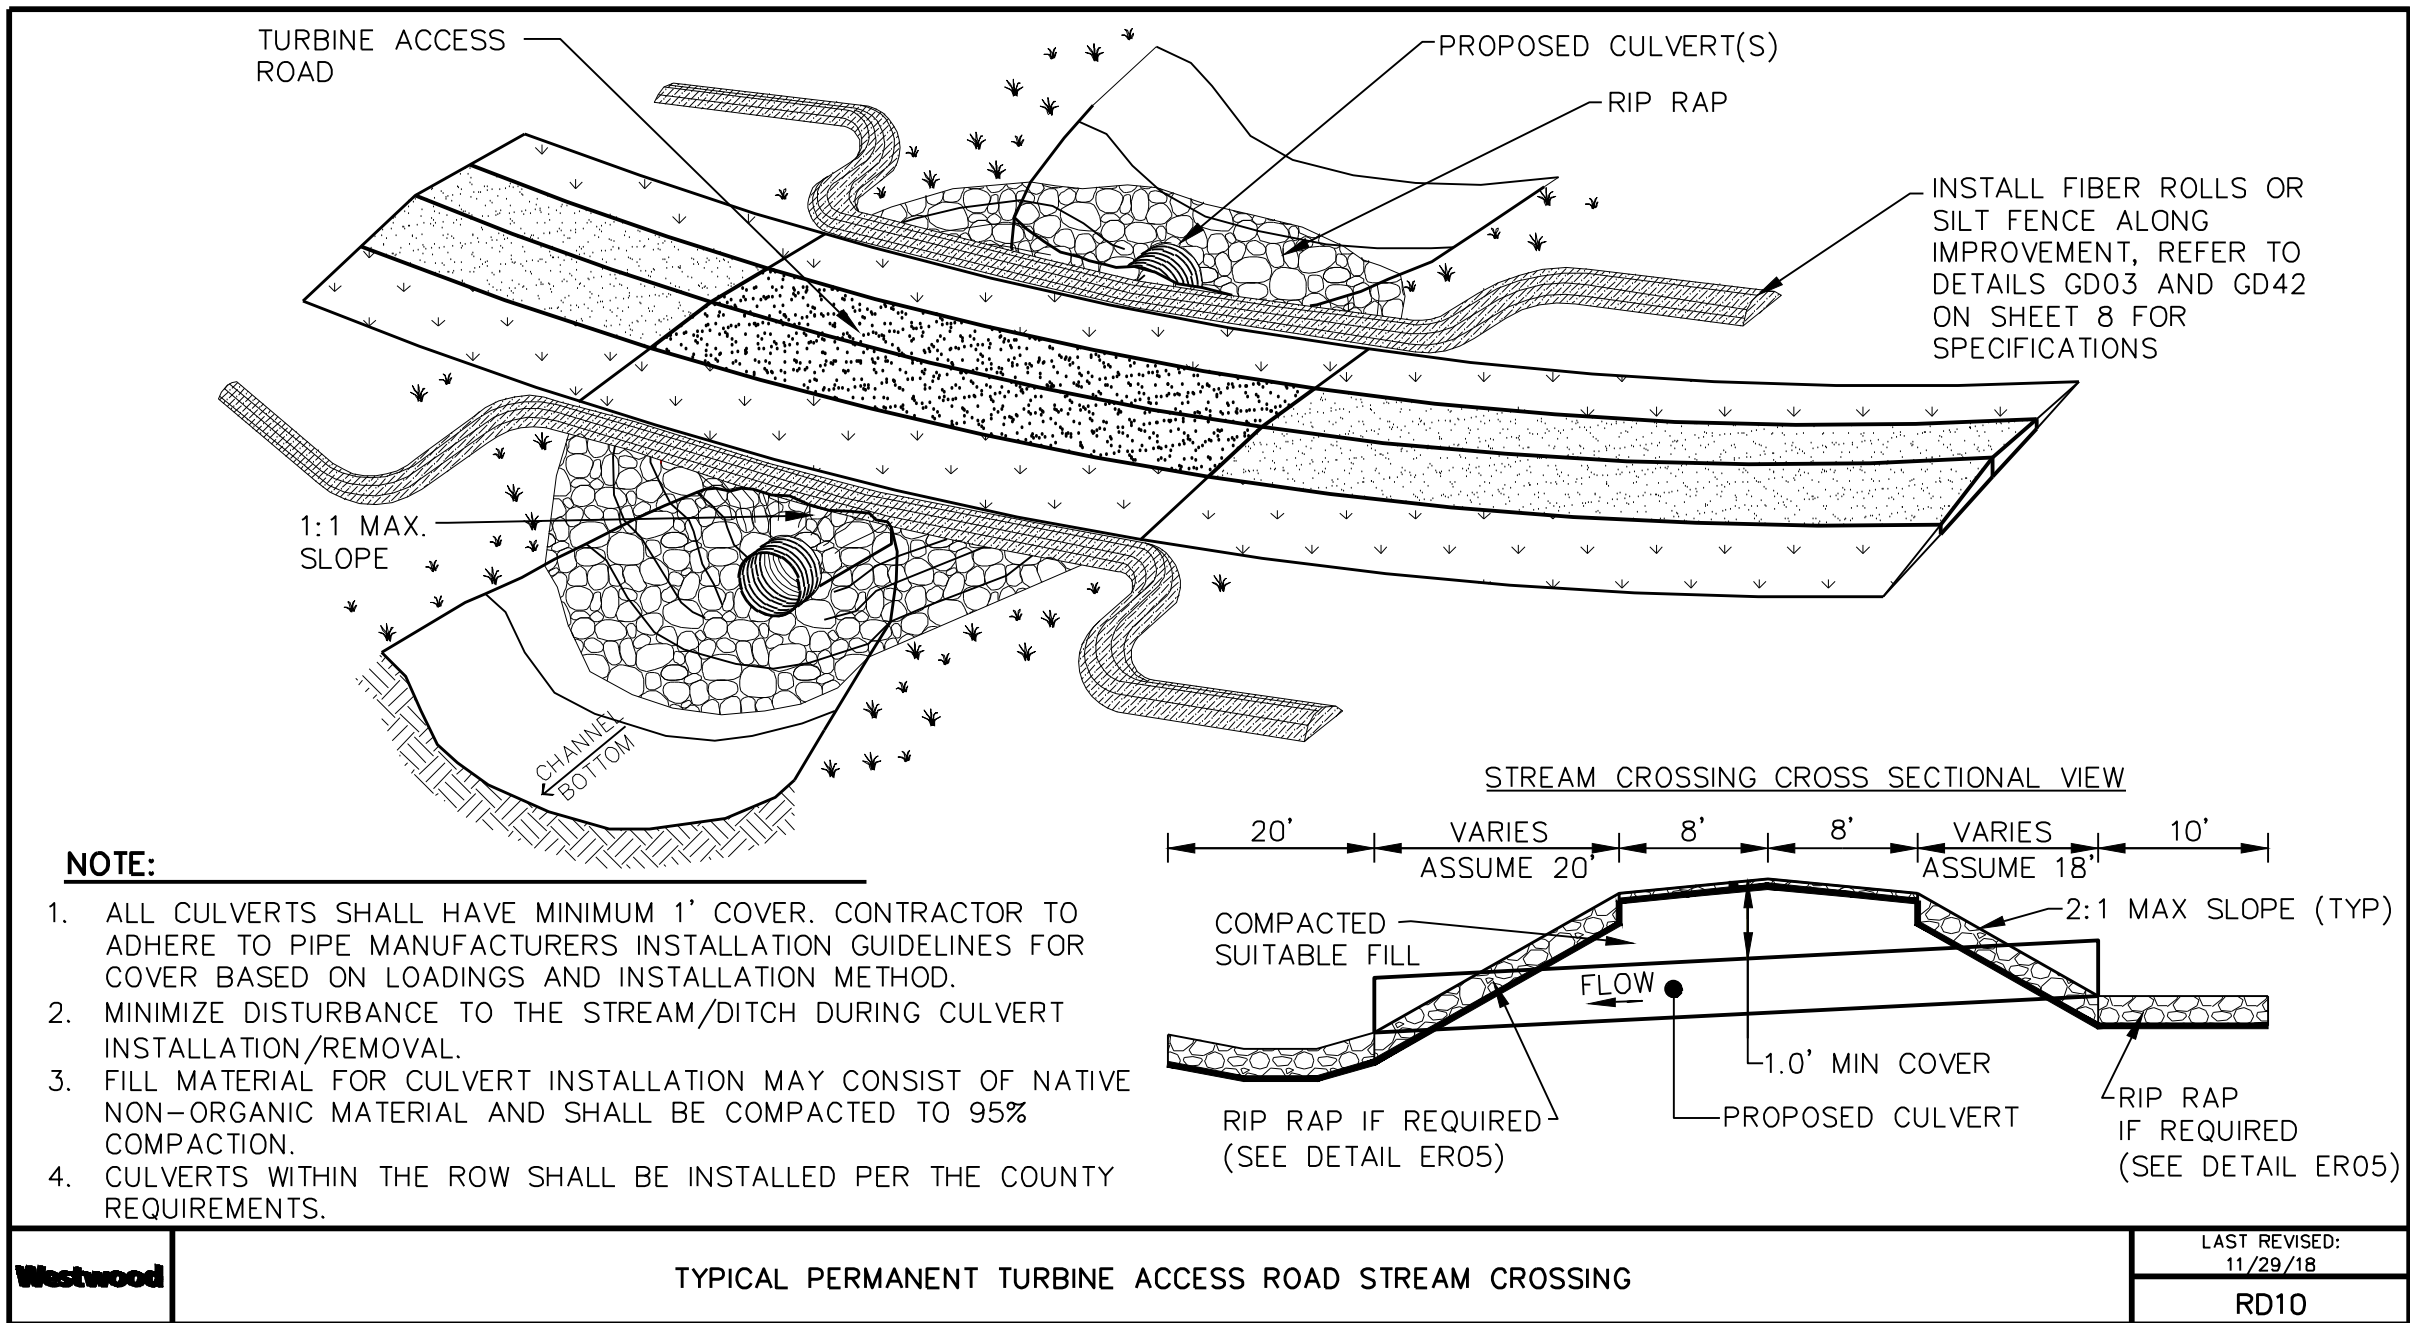 TURBINE ACCESS
ROAD
PROPOSED CULVERT(S)
RIP RAP
INSTALL FIBER ROLLS OR
SILT FENCE ALONG
IMPROVEMENT, REFER TO
DETAILS GD03 AND GD42
ON SHEET 8 FOR
SPECIFICATIONS
1:1 MAX.
SLOPE
CHANNEL
BOTTOM
STREAM CROSSING CROSS SECTIONAL VIEW
20' VARIES 8' 8' VARIES 10'
ASSUME 20' ASSUME 18'
COMPACTED
SUITABLE FILL
2:1 MAX SLOPE (TYP)
FLOW
1.0' MIN COVER
PROPOSED CULVERT
RIP RAP IF REQUIRED
(SEE DETAIL ER05)
RIP RAP
IF REQUIRED
(SEE DETAIL ER05)
NOTE:
1. ALL CULVERTS SHALL HAVE MINIMUM 1' COVER. CONTRACTOR TO
ADHERE TO PIPE MANUFACTURERS INSTALLATION GUIDELINES FOR
COVER BASED ON LOADINGS AND INSTALLATION METHOD.
2. MINIMIZE DISTURBANCE TO THE STREAM/DITCH DURING CULVERT
INSTALLATION/REMOVAL.
3. FILL MATERIAL FOR CULVERT INSTALLATION MAY CONSIST OF NATIVE
NON-ORGANIC MATERIAL AND SHALL BE COMPACTED TO 95%
COMPACTION.
4. CULVERTS WITHIN THE ROW SHALL BE INSTALLED PER THE COUNTY
REQUIREMENTS.
Westwood
TYPICAL PERMANENT TURBINE ACCESS ROAD STREAM CROSSING
LAST REVISED:
11/29/18
RD10